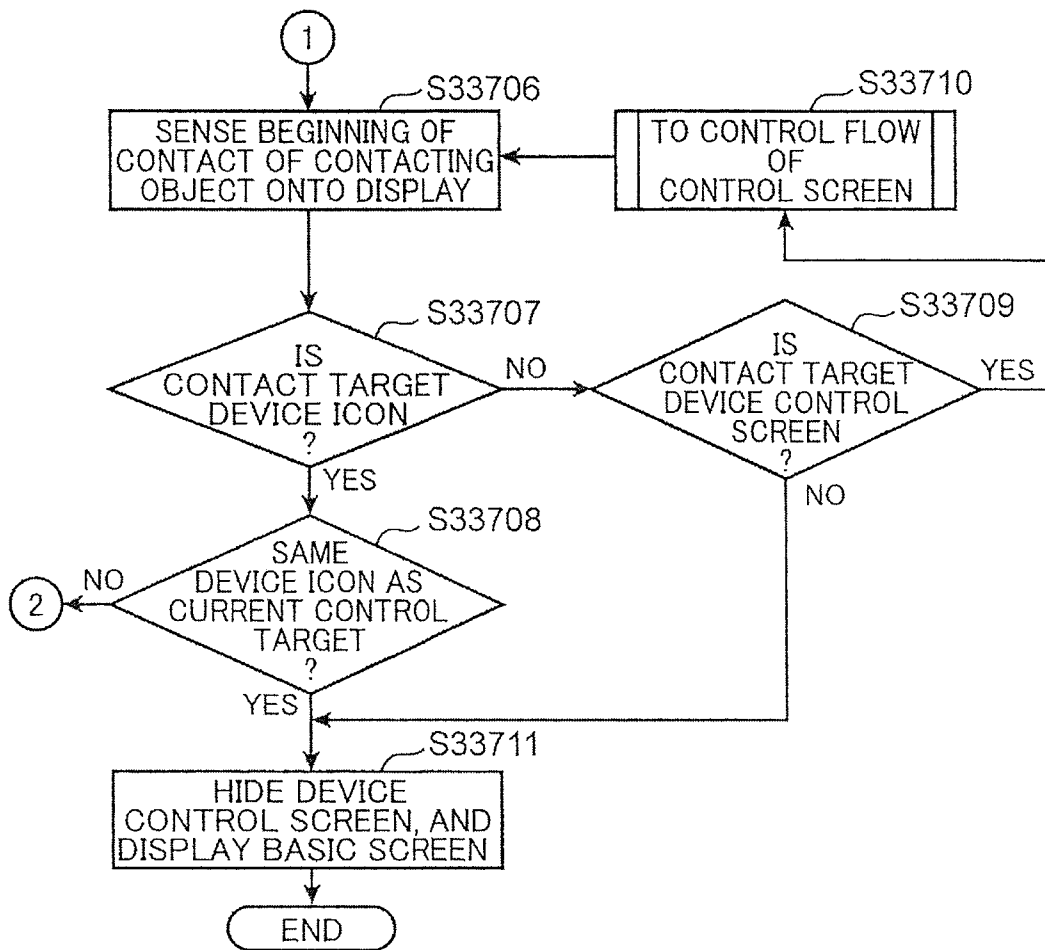 1
S33706
SENSE BEGINNING OF
CONTACT OF CONTACTING
OBJECT ONTO DISPLAY
S33710
TO CONTROL FLOW
OF
CONTROL SCREEN
S33707
IS
CONTACT TARGET
DEVICE ICON
?
NO
YES
S33709
IS
CONTACT TARGET
DEVICE CONTROL
SCREEN
?
YES
NO
S33708
SAME
DEVICE ICON AS
CURRENT CONTROL
TARGET
?
NO
2
YES
S33711
HIDE DEVICE
CONTROL SCREEN, AND
DISPLAY BASIC SCREEN
END